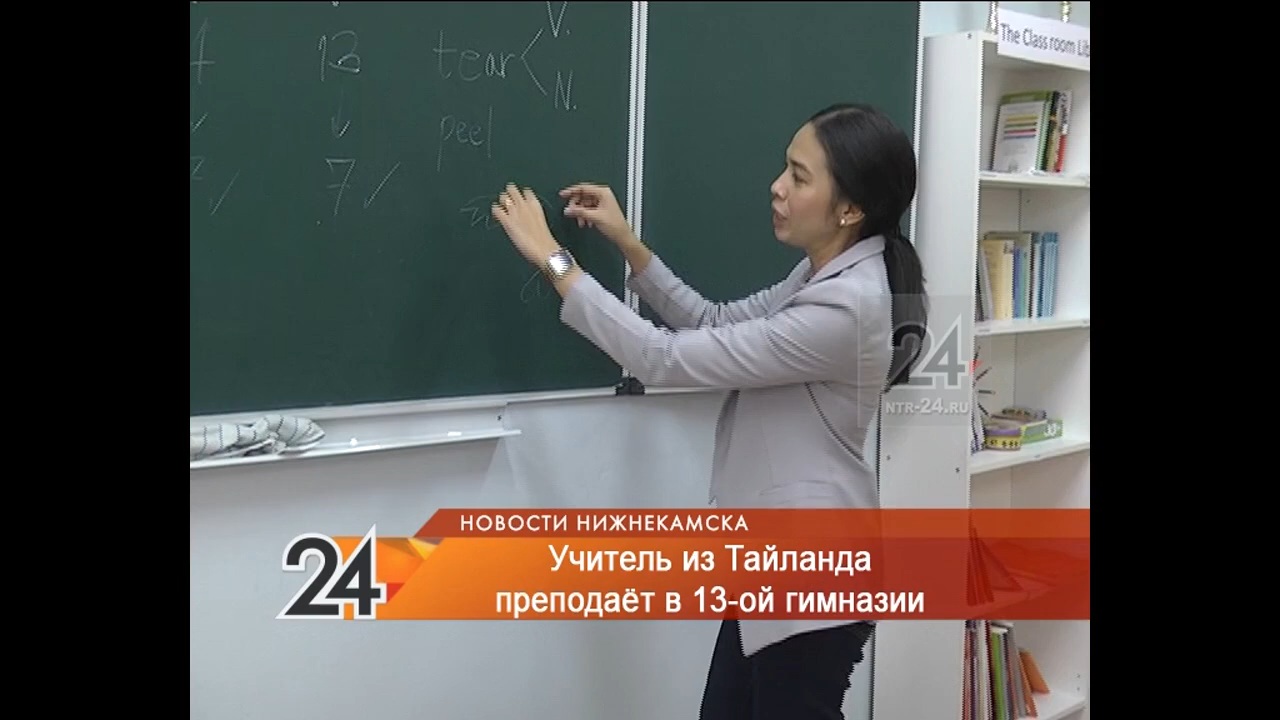 13
tear
V.
N.
peel
7
The Class room Lib
24
NTR-24.RU
НОВОСТИ НИЖНЕКАМСКА
24
Учитель из Тайланда
преподаёт в 13-ой гимназии